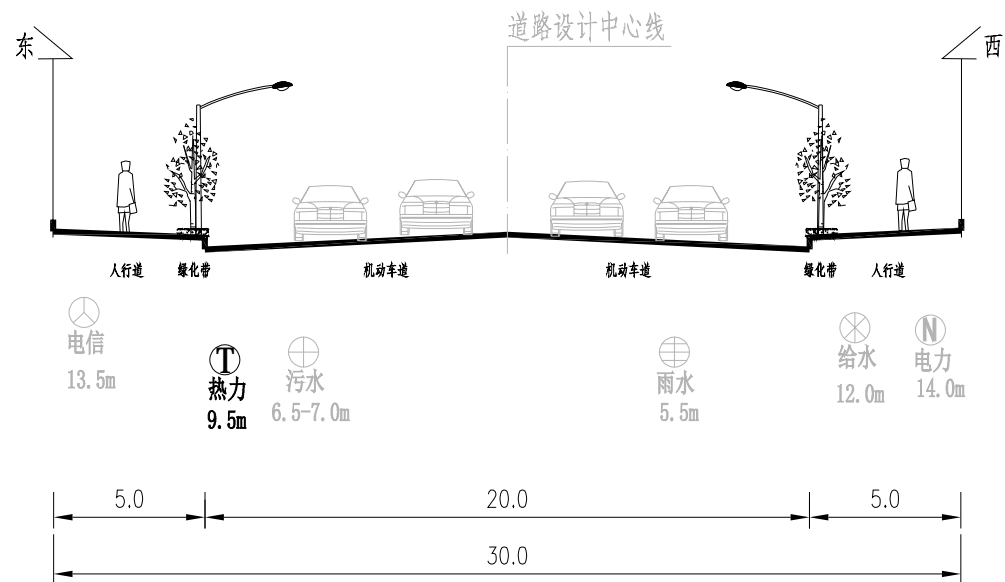 道路设计中心线
东
西
人行道
绿化带
机动车道
机动车道
绿化带
人行道
电信
13.5m
T
热力
9.5m
污水
6.5-7.0m
雨水
5.5m
给水
12.0m
N
电力
14.0m
5.0
20.0
5.0
30.0